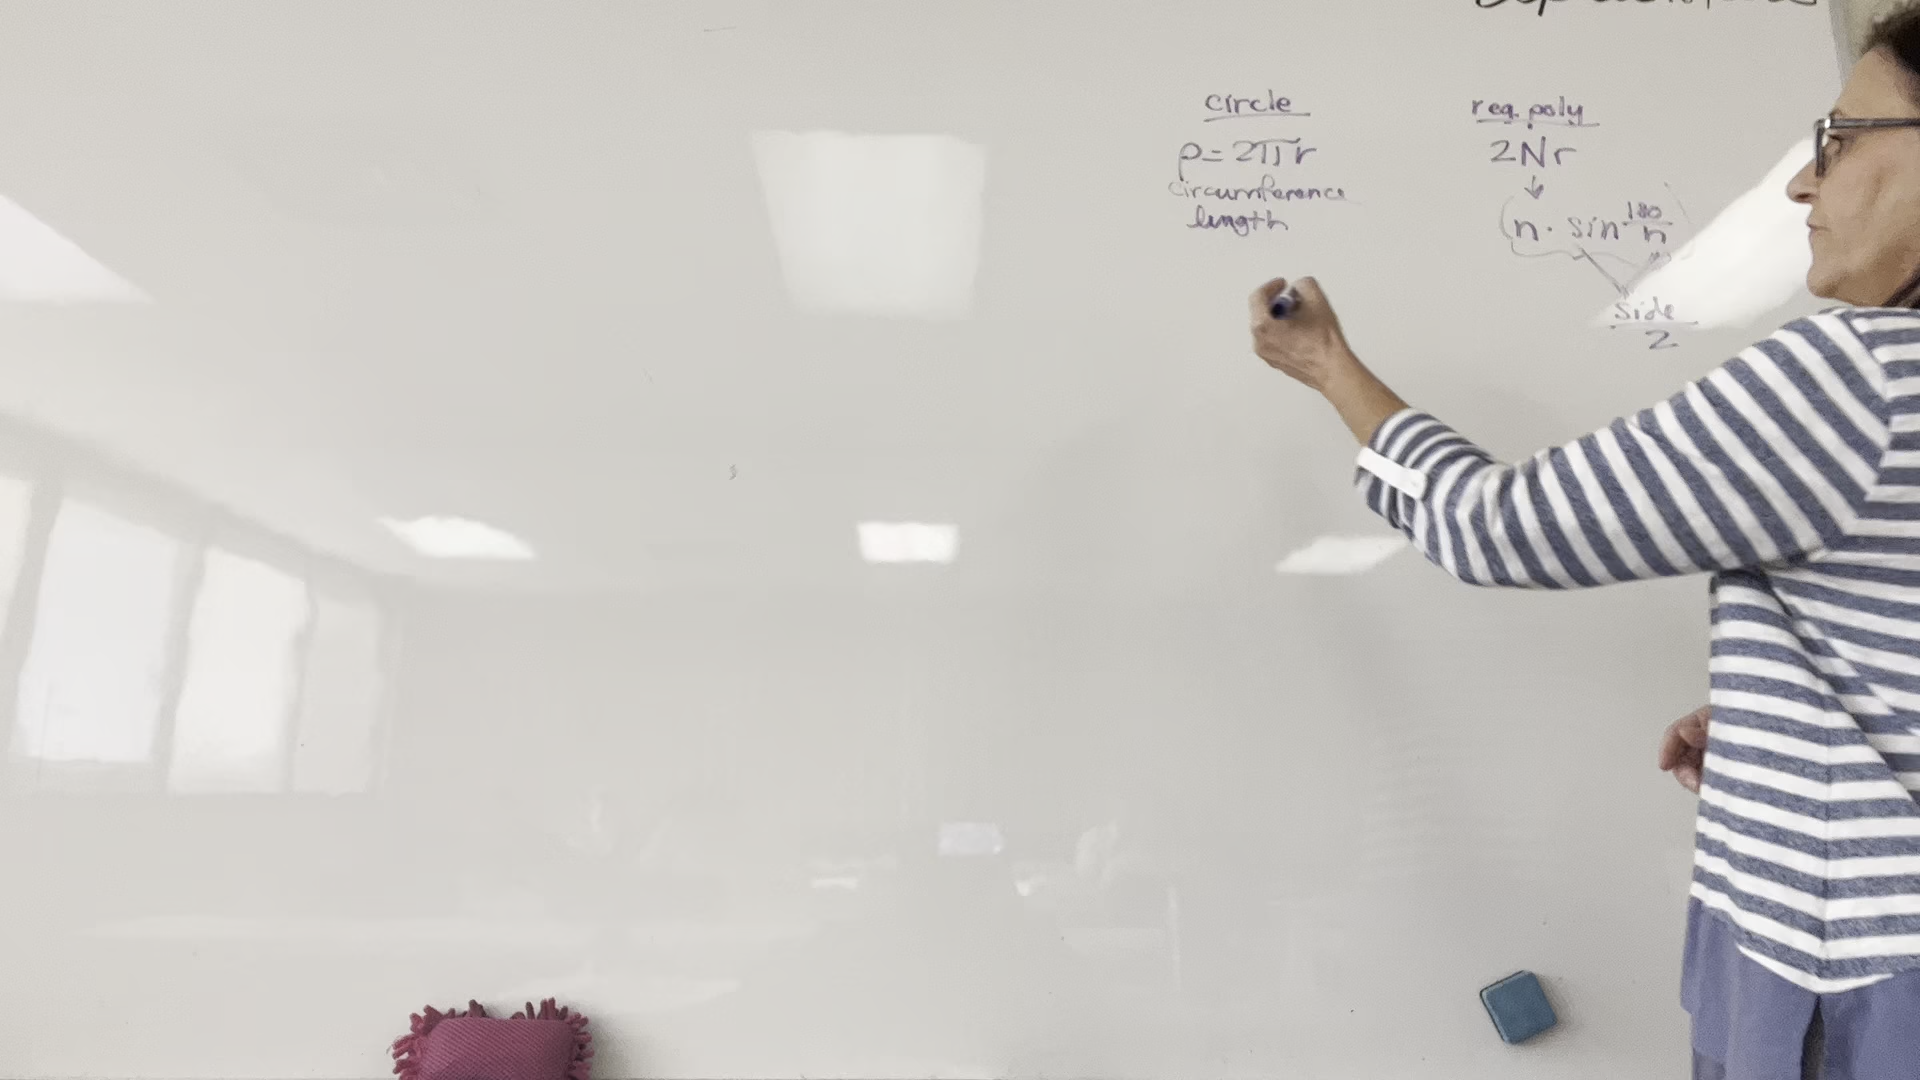 circle
p=2πr
circumference
length
reg. poly
2Nr
↓
(n · sin 180/n)
side
2